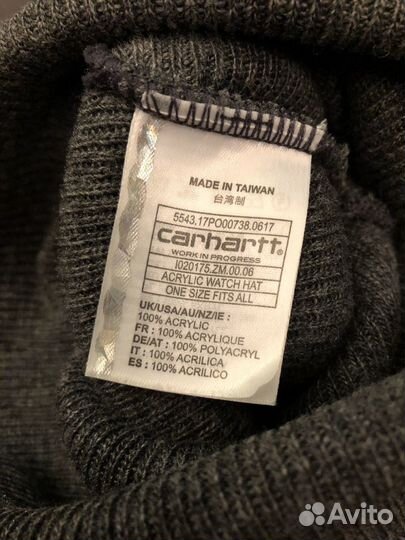 MADE IN TAIWAN
台湾制
5543.17PO00738.0617
carhartt
WORK IN PROGRESS
I020175.ZM.00.06
ACRYLIC WATCH HAT
ONE SIZE FITS ALL
UK/USA/AU/NZ/IE :
100% ACRYLIC
FR : 100% ACRYLIQUE
DE/AT : 100% POLYACRYL
IT : 100% ACRILICA
ES : 100% ACRILICO
Avito